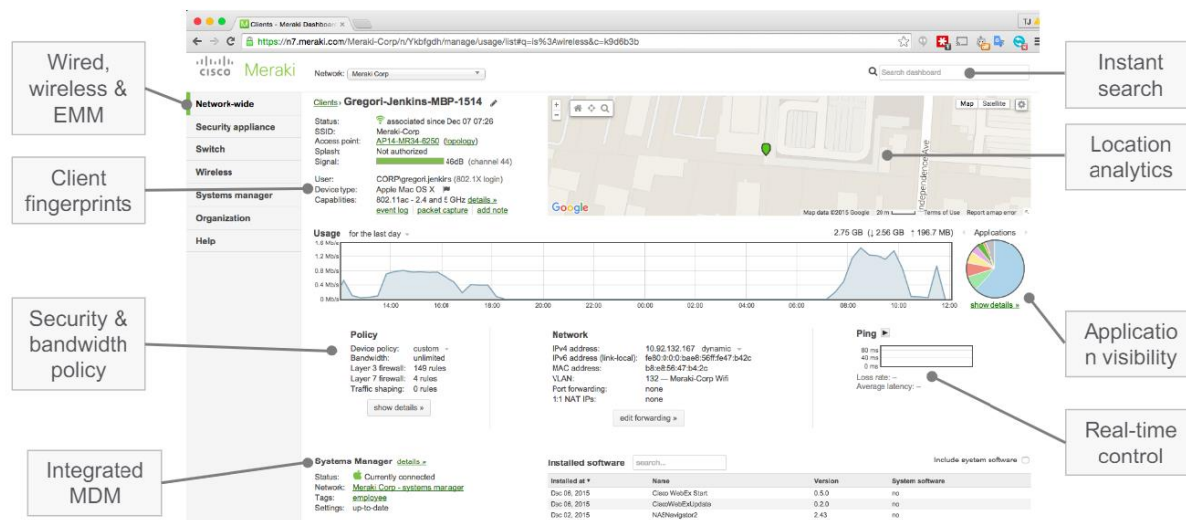 Clients - Meraki Dashboard
TJ
https://n7.meraki.com/Meraki-Corp/n/Ykbfgdh/manage/usage/list#q=is%3Awireless&c=k9d6b3b
Wired,
wireless &
EMM
Client
fingerprints
Security &
bandwidth
policy
Integrated
MDM
CISCO Meraki
Network: Meraki Corp
Search dashboard
Network-wide
Security appliance
Switch
Wireless
Systems manager
Organization
Help
Clients › Gregori-Jenkins-MBP-1514
Status: associated since Dec 07 07:26
SSID: Meraki-Corp
Access point: AP14-MR34-6250 (topology)
Splash: Not authorized
Signal: 46dB (channel 44)
User: CORP\gregori.jenkins (802.1X login)
Device type: Apple Mac OS X
Capabilities: 802.11ac - 2.4 and 5 GHz details »
event log packet capture add note
+
-
Map Satellite
Independence Ave
Google
Map data ©2015 Google 20 m Terms of Use Report a map error
Usage for the last day
2.75 GB (↓ 2.56 GB ↑ 196.7 MB)
Applications
1.6 Mb/s
1.2 Mb/s
0.8 Mb/s
0.4 Mb/s
0 Mb/s
14:00 16:00 18:00 20:00 22:00 00:00 02:00 04:00 06:00 08:00 10:00 12:00
show details »
Policy
Device policy: custom
Bandwidth: unlimited
Layer 3 firewall: 149 rules
Layer 7 firewall: 4 rules
Traffic shaping: 0 rules
show details »
Network
IPv4 address: 10.92.132.167 dynamic
IPv6 address (link-local): fe80:0:0:0:bae8:56ff:fe47:b42c
MAC address: b8:e8:56:47:b4:2c
VLAN: 132 — Meraki-Corp Wifi
Port forwarding: none
1:1 NAT IPs: none
edit forwarding »
Ping
80 ms
40 ms
0 ms
Loss rate: –
Average latency: –
Systems Manager details »
Status: Currently connected
Network: Meraki Corp - systems manager
Tags: employee
Settings: up-to-date
Installed software search...
Include system software
Installed at ▼ Name Version System software
Dec 06, 2015 Cisco WebEx Start 0.5.0 no
Dec 06, 2015 CiscoWebExUpdate 0.2.0 no
Dec 02, 2015 NASNavigator2 2.43 no
Instant
search
Location
analytics
Applicatio
n visibility
Real-time
control